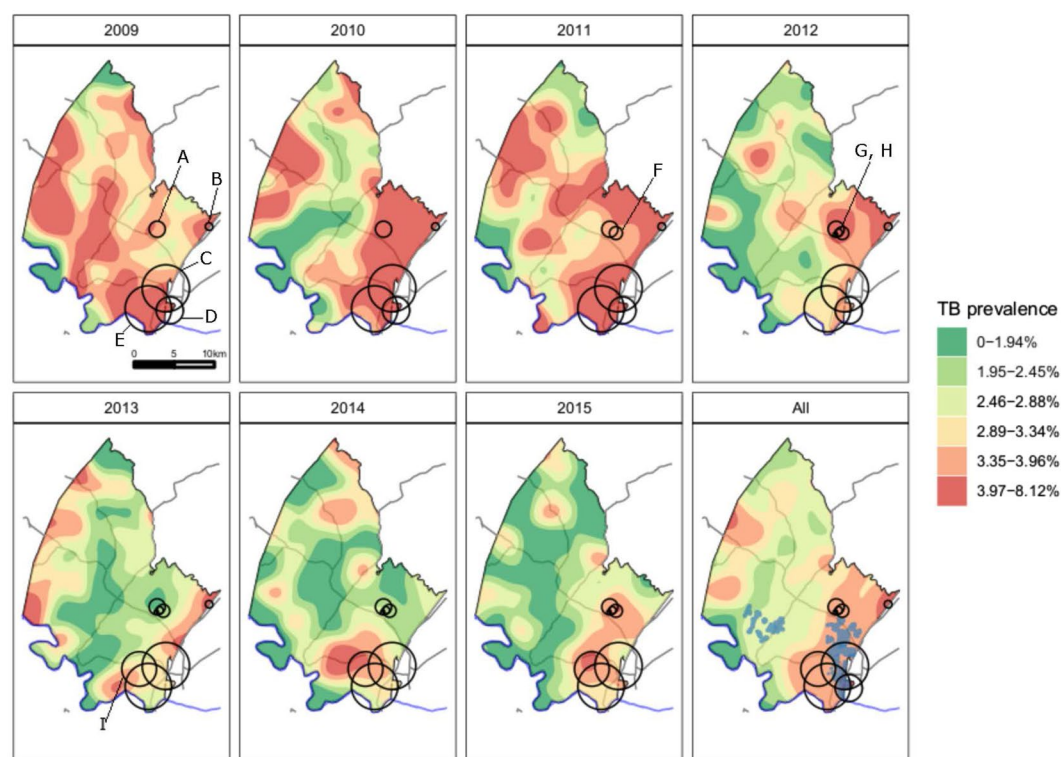 2009
2010
2011
2012
A
B
C
D
E
0 5 10km
F
G, H
TB prevalence
0−1.94%
1.95−2.45%
2.46−2.88%
2.89−3.34%
3.35−3.96%
3.97−8.12%
2013
2014
2015
All
I